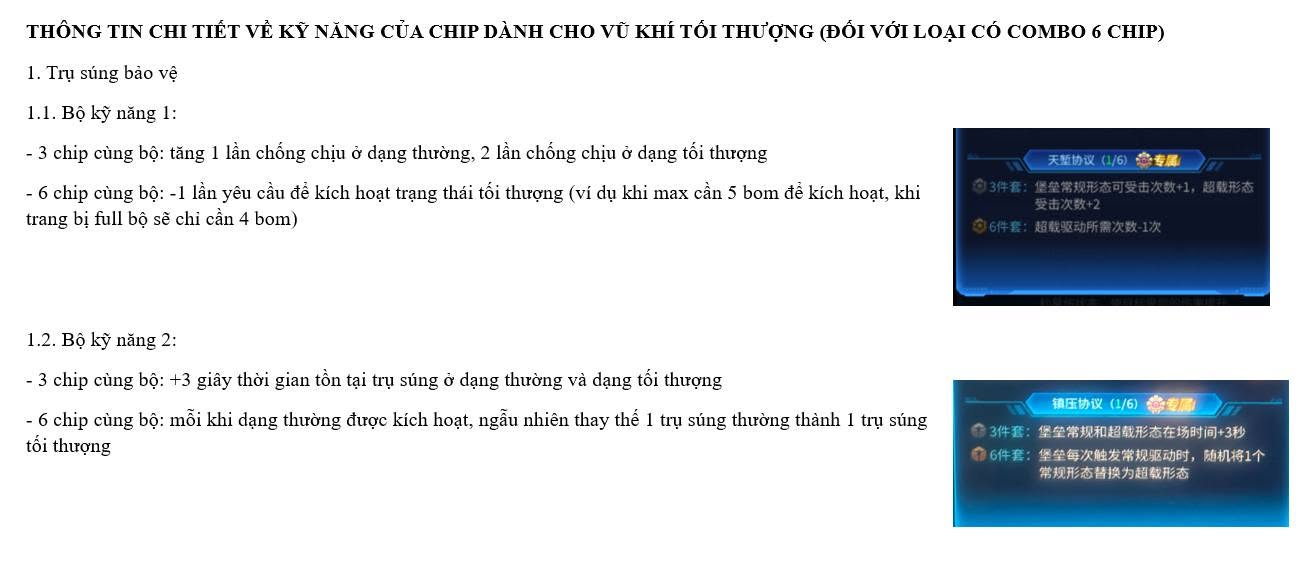 THÔNG TIN CHI TIẾT VỀ KỸ NĂNG CỦA CHIP DÀNH CHO VŨ KHÍ TỐI THƯỢNG (ĐỐI VỚI LOẠI CÓ COMBO 6 CHIP)
1. Trụ súng bảo vệ
1.1. Bộ kỹ năng 1:
- 3 chip cùng bộ: tăng 1 lần chống chịu ở dạng thường, 2 lần chống chịu ở dạng tối thượng
- 6 chip cùng bộ: -1 lần yêu cầu để kích hoạt trạng thái tối thượng (ví dụ khi max cần 5 bom để kích hoạt, khi
trang bị full bộ sẽ chỉ cần 4 bom)
天堑协议（1/6） 专属
3件套：堡垒常规形态可受击次数+1，超载形态
受击次数+2
6件套：超载驱动所需次数-1次
1.2. Bộ kỹ năng 2:
- 3 chip cùng bộ: +3 giây thời gian tồn tại trụ súng ở dạng thường và dạng tối thượng
- 6 chip cùng bộ: mỗi khi dạng thường được kích hoạt, ngẫu nhiên thay thế 1 trụ súng thường thành 1 trụ súng
tối thượng
镇压协议（1/6） 专属
3件套：堡垒常规和超载形态在场时间+3秒
6件套：堡垒每次触发常规驱动时，随机将1个
常规形态替换为超载形态